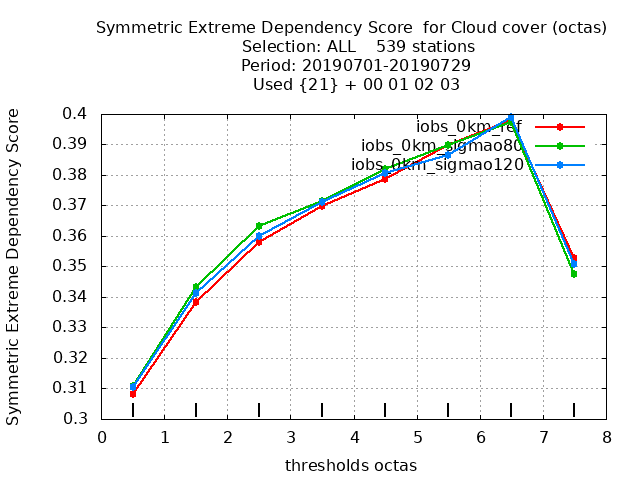 Symmetric Extreme Dependency Score for Cloud cover (octas)
Selection: ALL 539 stations
Period: 20190701-20190729
Used {21} + 00 01 02 03
Symmetric Extreme Dependency Score
0.4
0.39
0.38
0.37
0.36
0.35
0.34
0.33
0.32
0.31
0.3
iobs_0km_ref
iobs_0km_sigmao80
iobs_0km_sigmao120
0 1 2 3 4 5 6 7 8
thresholds octas